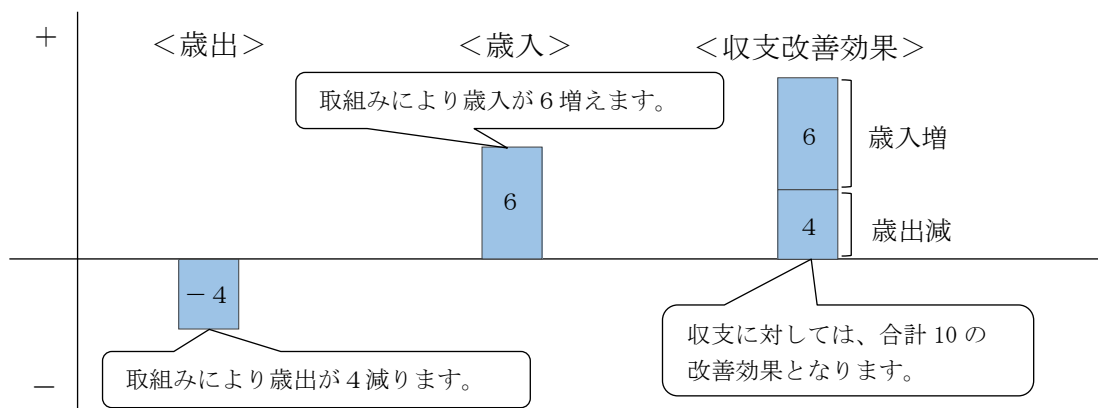 ＋
＜歳出＞
＜歳入＞
＜収支改善効果＞
取組みにより歳入が６増えます。
６
６
歳入増
４
歳出減
－４
取組みにより歳出が４減ります。
収支に対しては、合計 10 の
改善効果となります。
－